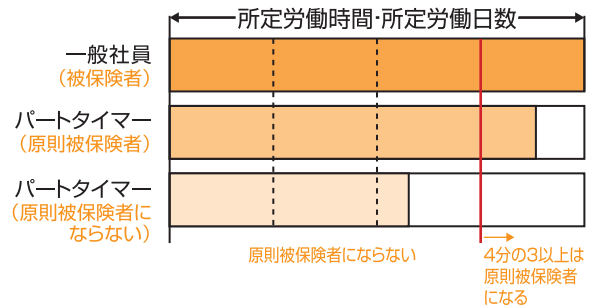 所定労働時間・所定労働日数
一般社員
（被保険者）
パートタイマー
（原則被保険者）
パートタイマー
（原則被保険者に
ならない）
原則被保険者にならない
4分の3以上は
原則被保険者
になる